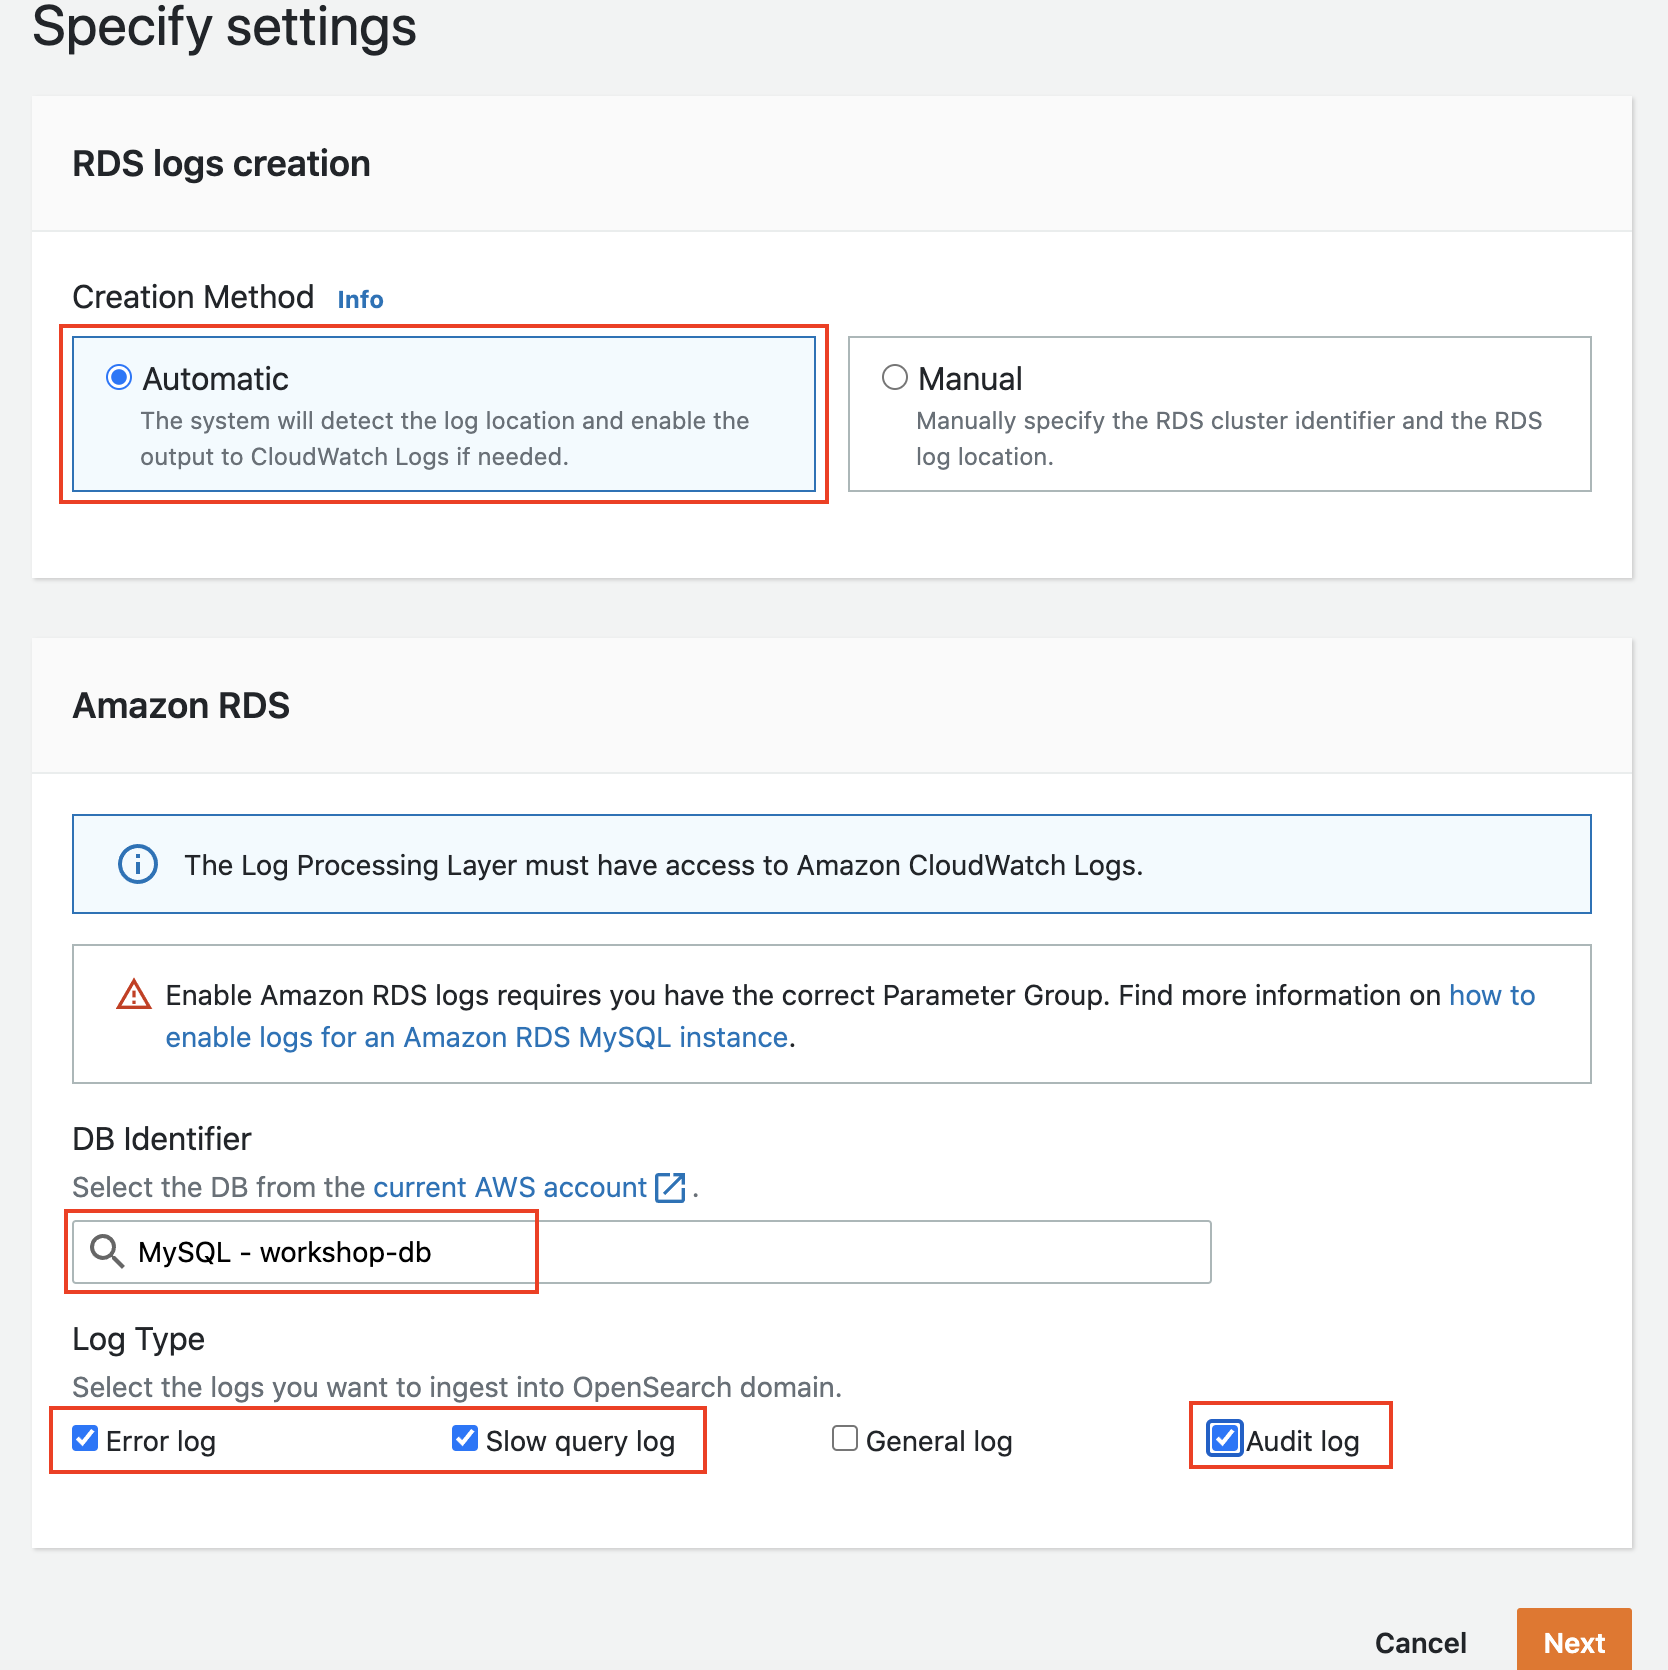 Specify settings
RDS logs creation
Creation Method Info
Automatic
The system will detect the log location and enable the
output to CloudWatch Logs if needed.
Manual
Manually specify the RDS cluster identifier and the RDS
log location.
Amazon RDS
The Log Processing Layer must have access to Amazon CloudWatch Logs.
Enable Amazon RDS logs requires you have the correct Parameter Group. Find more information on how to
enable logs for an Amazon RDS MySQL instance.
DB Identifier
Select the DB from the current AWS account .
MySQL - workshop-db
Log Type
Select the logs you want to ingest into OpenSearch domain.
Error log Slow query log General log Audit log
Cancel Next